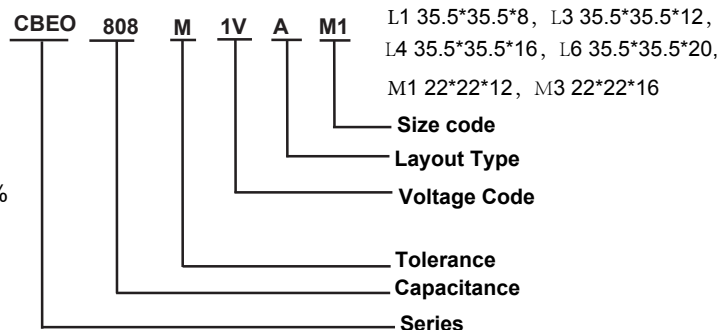 CBEO 808 M 1V A M1
L1 35.5*35.5*8, L3 35.5*35.5*12,
L4 35.5*35.5*16, L6 35.5*35.5*20,
M1 22*22*12, M3 22*22*16
Size code
Layout Type
%
Voltage Code
Tolerance
Capacitance
Series